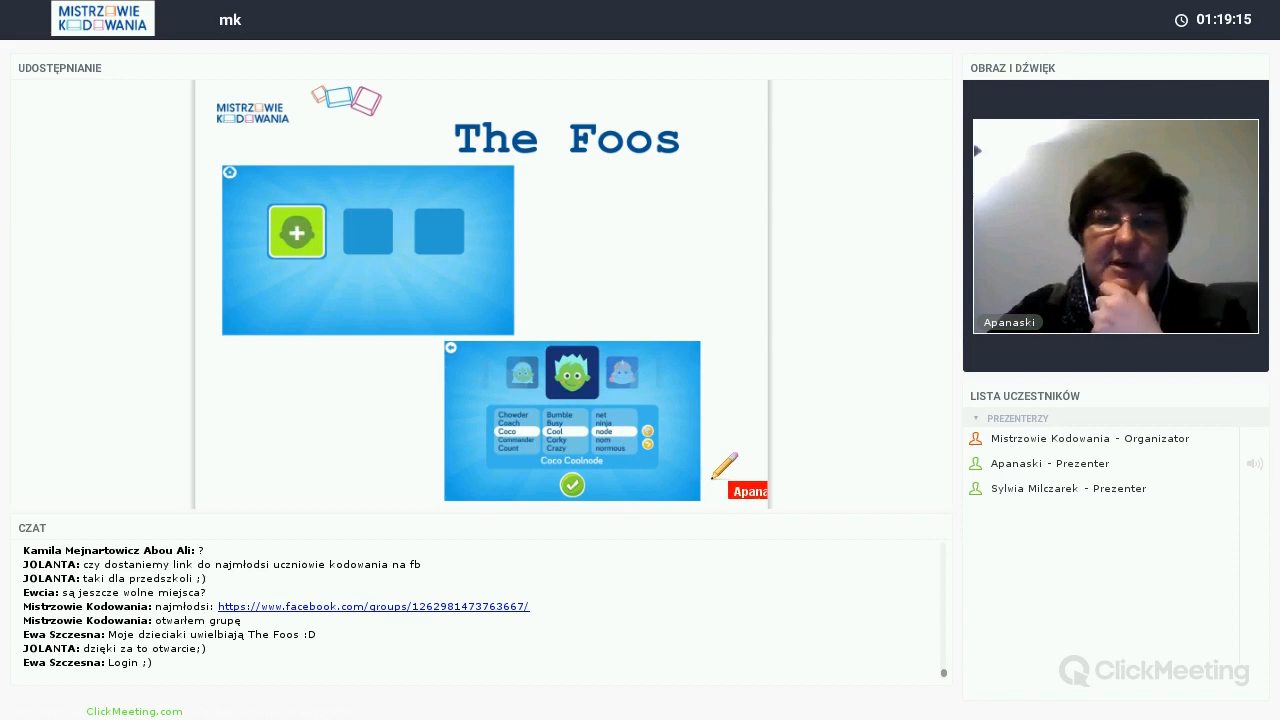 MISTRZOWIE
KODOWANIA
mk
01:19:15
UDOSTĘPNIANIE
MISTRZOWIE
KODOWANIA
The Foos
Chowder Bumble net
Coach Busy ninja
Coco Cool node
Commander Corky nom
Count Crazy normous
Coco Coolnode
Apana
OBRAZ I DŹWIĘK
Apanaski
LISTA UCZESTNIKÓW
PREZENTERZY
Mistrzowie Kodowania - Organizator
Apanaski - Prezenter
Sylwia Milczarek - Prezenter
CZAT
Kamila Mejnartowicz Abou Ali: ?
JOLANTA: czy dostaniemy link do najmłodsi uczniowie kodowania na fb
JOLANTA: taki dla przedszkoli ;)
Ewcia: są jeszcze wolne miejsca?
Mistrzowie Kodowania: najmłodsi: https://www.facebook.com/groups/1262981473763667/
Mistrzowie Kodowania: otwarłem grupę
Ewa Szczesna: Moje dzieciaki uwielbiają The Foos :D
JOLANTA: dzięki za to otwarcie;)
Ewa Szczesna: Login ;)
ClickMeeting
ClickMeeting.com